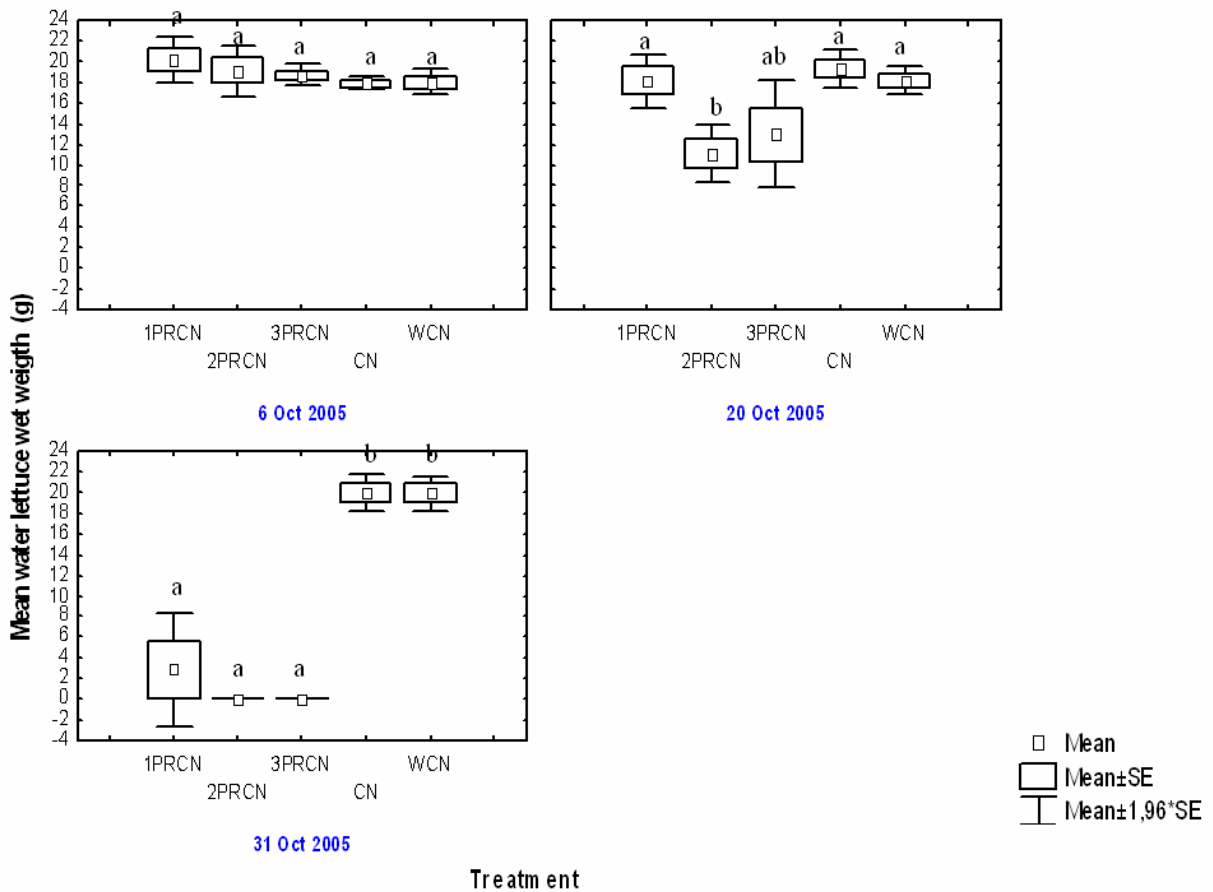 Mean water lettuce wet weigth (g)
24
22
20
18
16
14
12
10
8
6
4
2
0
-2
-4
a
a
a
a
a
1PRCN
2PRCN
3PRCN
CN
WCN
6 Oct 2005
a
b
ab
a
a
1PRCN
2PRCN
3PRCN
CN
WCN
20 Oct 2005
24
22
20
18
16
14
12
10
8
6
4
2
0
-2
-4
a
a
a
b
b
1PRCN
2PRCN
3PRCN
CN
WCN
31 Oct 2005
Treatment
Mean
Mean±SE
Mean±1,96*SE